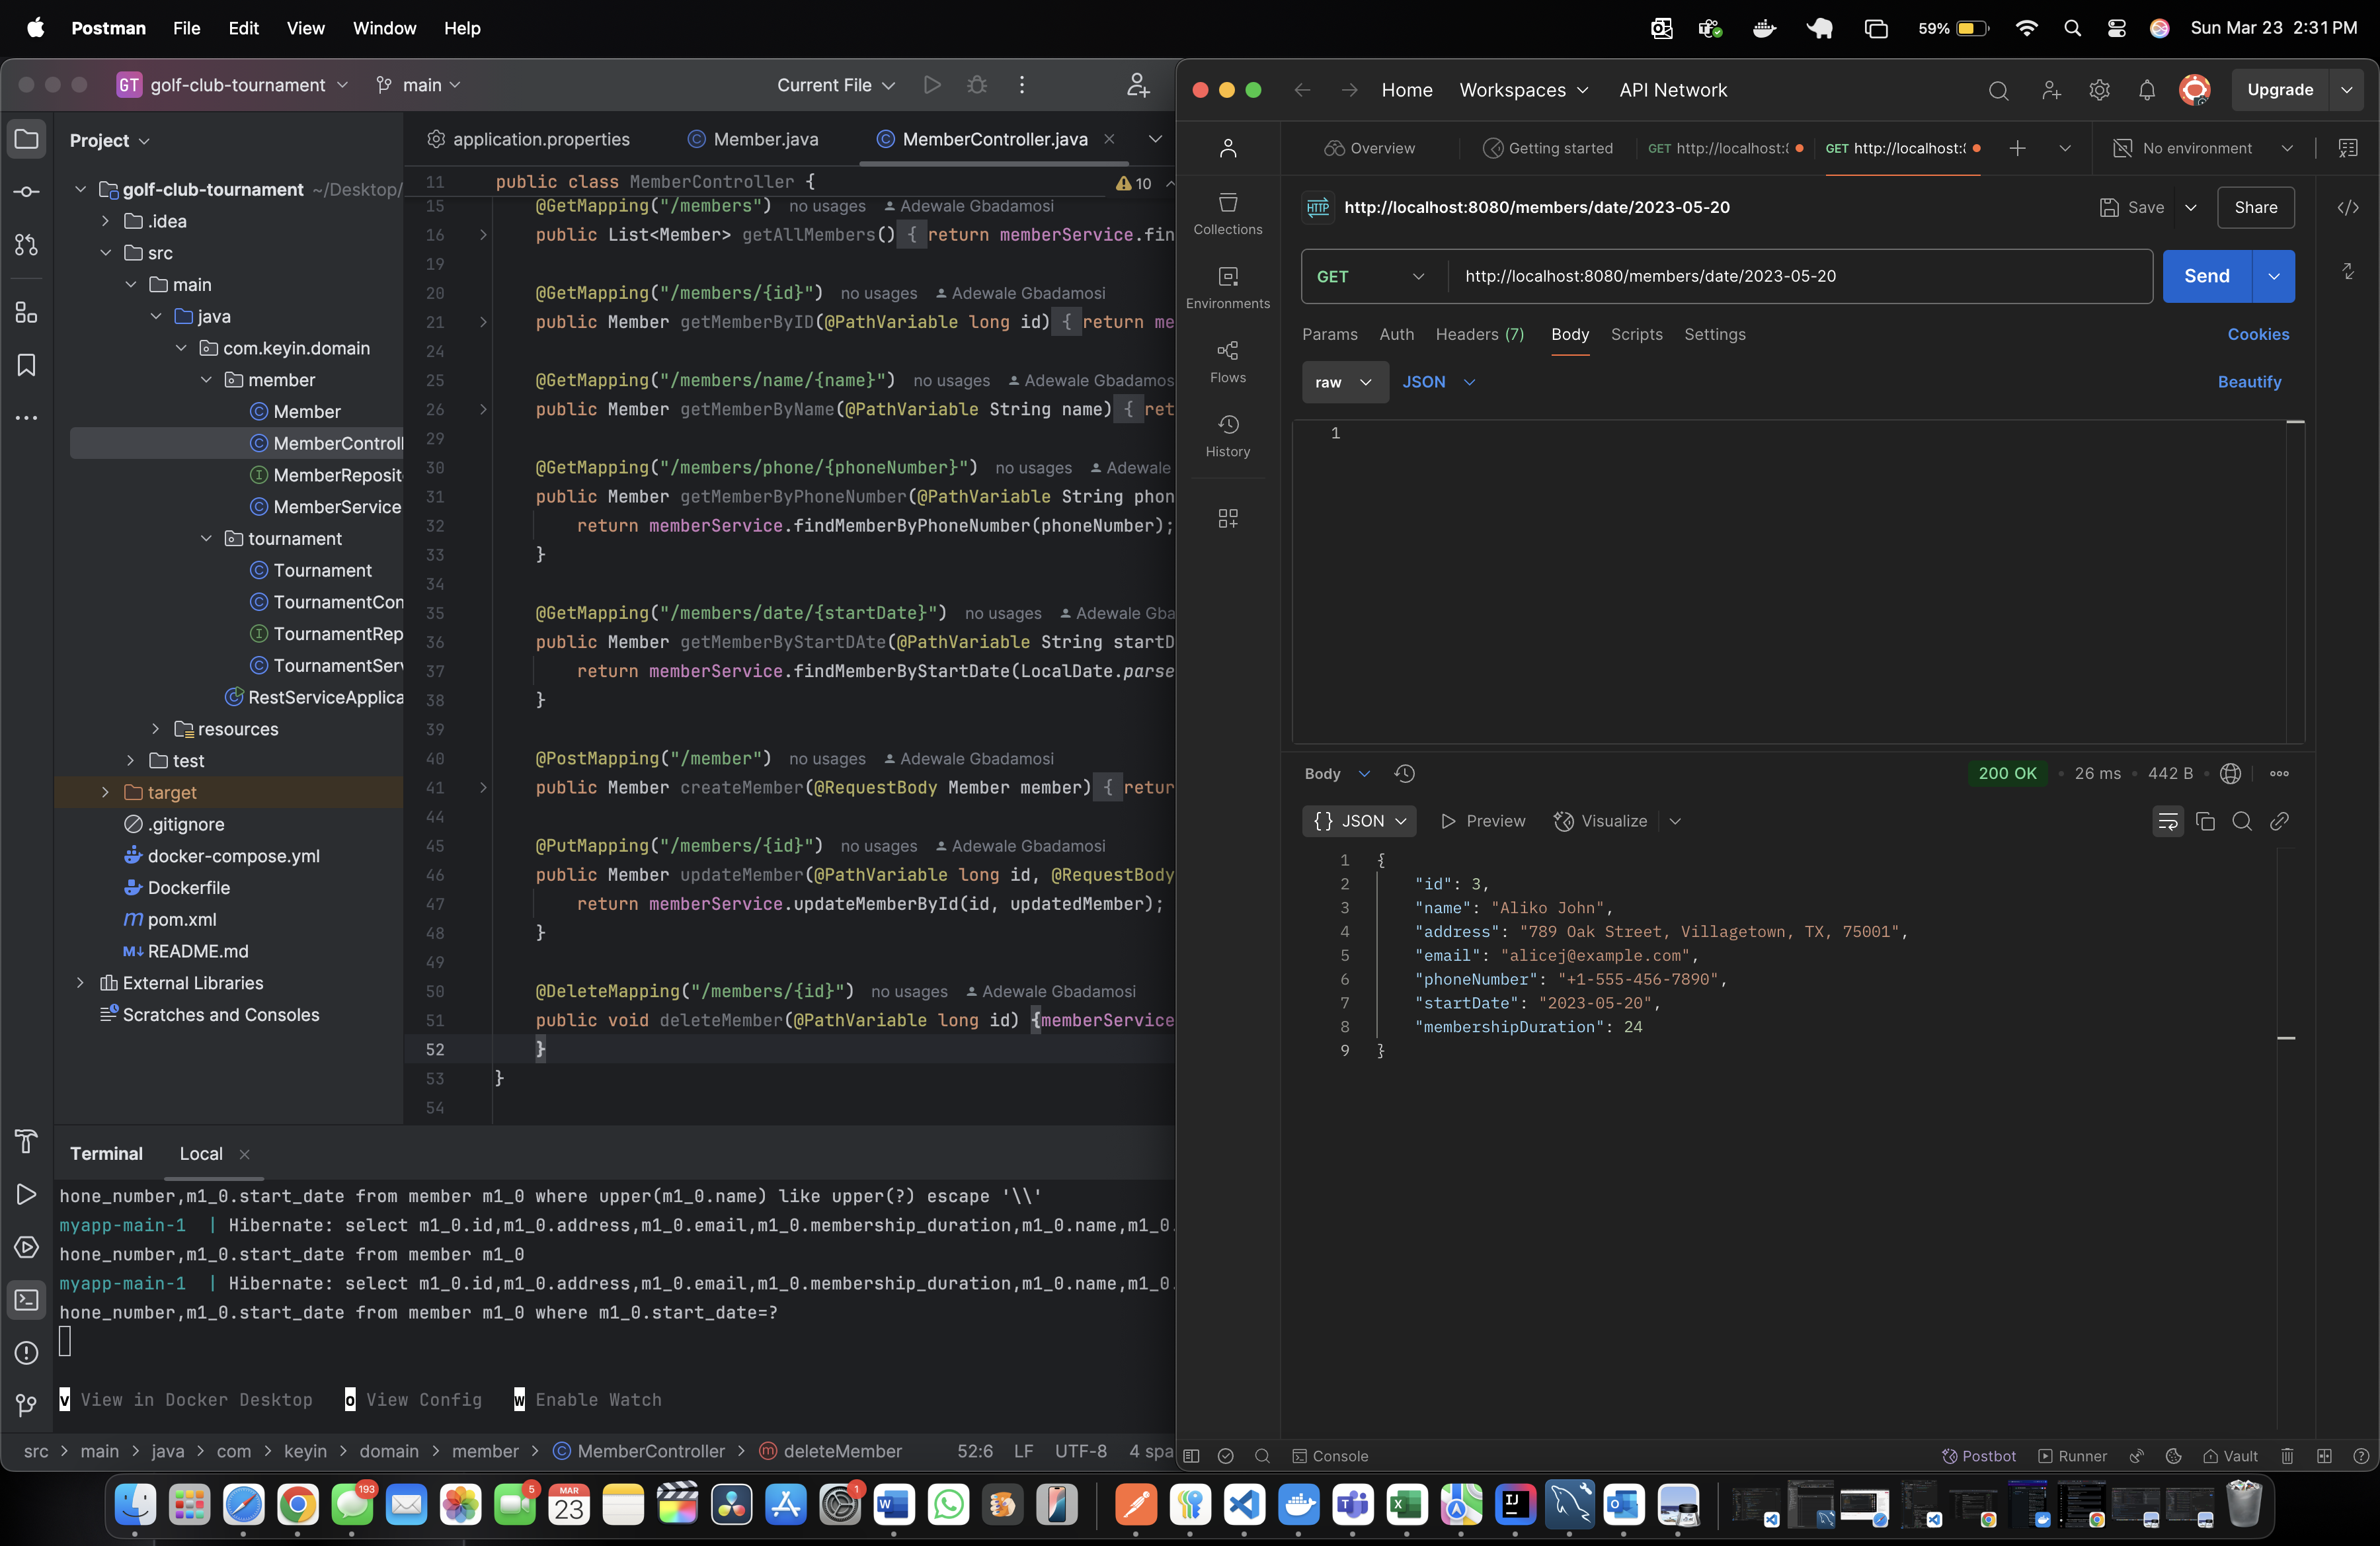 Postman File Edit View Window Help
59% Sun Mar 23 2:31 PM
GT golf-club-tournament main Current File
Project
golf-club-tournament ~/Desktop/
.idea
src
main
java
com.keyin.domain
member
Member
MemberControll
MemberReposit
MemberService
tournament
Tournament
TournamentCon
TournamentRep
TournamentServ
RestServiceApplica
resources
test
target
.gitignore
docker-compose.yml
Dockerfile
pom.xml
README.md
External Libraries
Scratches and Consoles
application.properties Member.java MemberController.java
11 public class MemberController { 10
15 @GetMapping("/members") no usages Adewale Gbadamosi
16 public List<Member> getAllMembers() { return memberService.fin
19
20 @GetMapping("/members/{id}") no usages Adewale Gbadamosi
21 public Member getMemberByID(@PathVariable long id) { return me
24
25 @GetMapping("/members/name/{name}") no usages Adewale Gbadamos
26 public Member getMemberByName(@PathVariable String name) { ret
29
30 @GetMapping("/members/phone/{phoneNumber}") no usages Adewale
31 public Member getMemberByPhoneNumber(@PathVariable String phon
32 return memberService.findMemberByPhoneNumber(phoneNumber);
33 }
34
35 @GetMapping("/members/date/{startDate}") no usages Adewale Gba
36 public Member getMemberByStartDAte(@PathVariable String startD
37 return memberService.findMemberByStartDate(LocalDate.parse
38 }
39
40 @PostMapping("/member") no usages Adewale Gbadamosi
41 public Member createMember(@RequestBody Member member) { retur
44
45 @PutMapping("/members/{id}") no usages Adewale Gbadamosi
46 public Member updateMember(@PathVariable long id, @RequestBody
47 return memberService.updateMemberById(id, updatedMember);
48 }
49
50 @DeleteMapping("/members/{id}") no usages Adewale Gbadamosi
51 public void deleteMember(@PathVariable long id) {memberService
52 }
53 }
54
Terminal Local
hone_number,m1_0.start_date from member m1_0 where upper(m1_0.name) like upper(?) escape '\\'
myapp-main-1 | Hibernate: select m1_0.id,m1_0.address,m1_0.email,m1_0.membership_duration,m1_0.name,m1_0.
hone_number,m1_0.start_date from member m1_0
myapp-main-1 | Hibernate: select m1_0.id,m1_0.address,m1_0.email,m1_0.membership_duration,m1_0.name,m1_0.
hone_number,m1_0.start_date from member m1_0 where m1_0.start_date=?
v View in Docker Desktop o View Config w Enable Watch
src > main > java > com > keyin > domain > member > MemberController > deleteMember 52:6 LF UTF-8 4 spa
Home Workspaces API Network Upgrade
Overview Getting started GET http://localhost:8 GET http://localhost:8 No environment
Collections
Environments
Flows
History
HTTP http://localhost:8080/members/date/2023-05-20 Save Share
GET http://localhost:8080/members/date/2023-05-20 Send
Params Auth Headers (7) Body Scripts Settings Cookies
raw JSON Beautify
1
Body 200 OK 26 ms 442 B
{} JSON Preview Visualize
1 {
2 "id": 3,
3 "name": "Aliko John",
4 "address": "789 Oak Street, Villagetown, TX, 75001",
5 "email": "alicej@example.com",
6 "phoneNumber": "+1-555-456-7890",
7 "startDate": "2023-05-20",
8 "membershipDuration": 24
9 }
Console Postbot Runner Vault
193 5 MAR 23 1